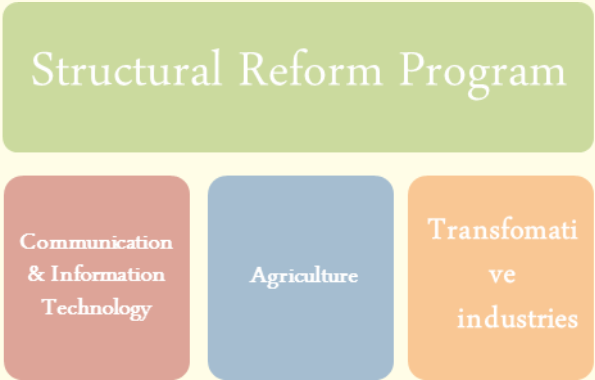 Structural Reform Program
Communication
& Information
Technology
Agriculture
Transfomati
ve
industries